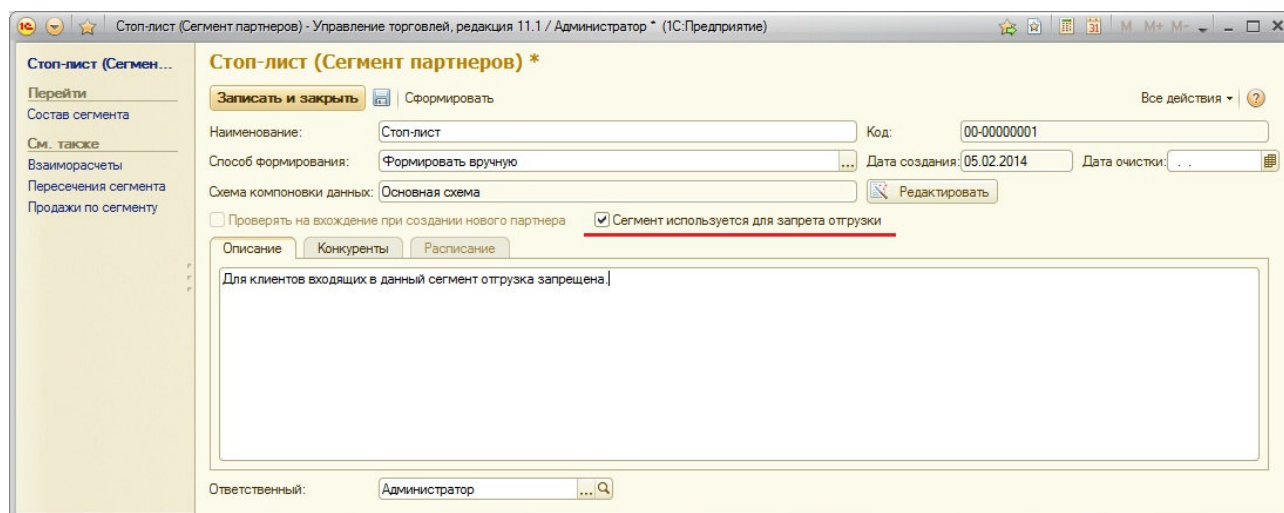 1С Стоп-лист (Сегмент партнеров) - Управление торговлей, редакция 11.1 / Администратор * (1С:Предприятие) 31 M M+ M-
Стоп-лист (Сегмен...
Перейти
Состав сегмента
См. также
Взаиморасчеты
Пересечения сегмента
Продажи по сегменту
Стоп-лист (Сегмент партнеров) *
Записать и закрыть Сформировать Все действия ?
Наименование: Стоп-лист Код: 00-00000001
Способ формирования: Формировать вручную ... Дата создания: 05.02.2014 Дата очистки: . .
Схема компоновки данных: Основная схема Редактировать
Проверять на вхождение при создании нового партнера Сегмент используется для запрета отгрузки
Описание Конкуренты Расписание
Для клиентов входящих в данный сегмент отгрузка запрещена.
Ответственный: Администратор ...